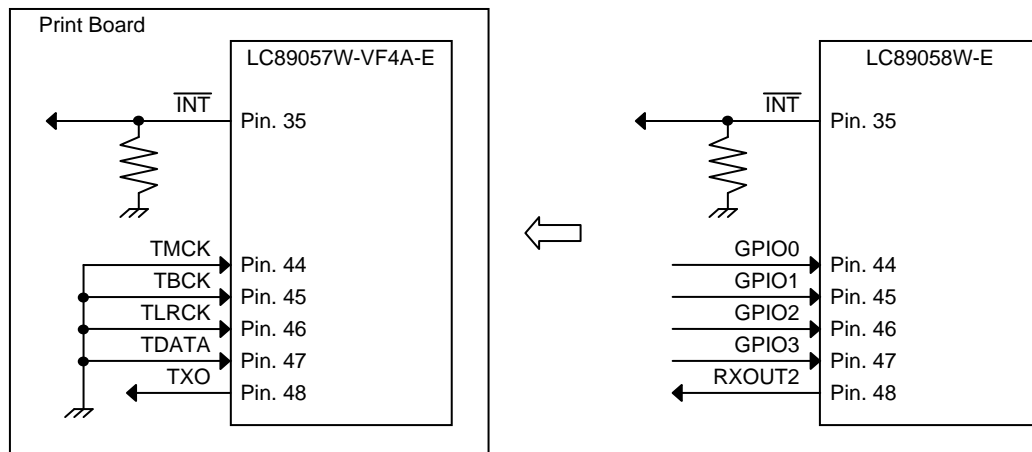 Print Board
LC89057W-VF4A-E
INT
Pin. 35
TMCK
Pin. 44
TBCK
Pin. 45
TLRCK
Pin. 46
TDATA
Pin. 47
TXO
Pin. 48
LC89058W-E
INT
Pin. 35
GPIO0
Pin. 44
GPIO1
Pin. 45
GPIO2
Pin. 46
GPIO3
Pin. 47
RXOUT2
Pin. 48